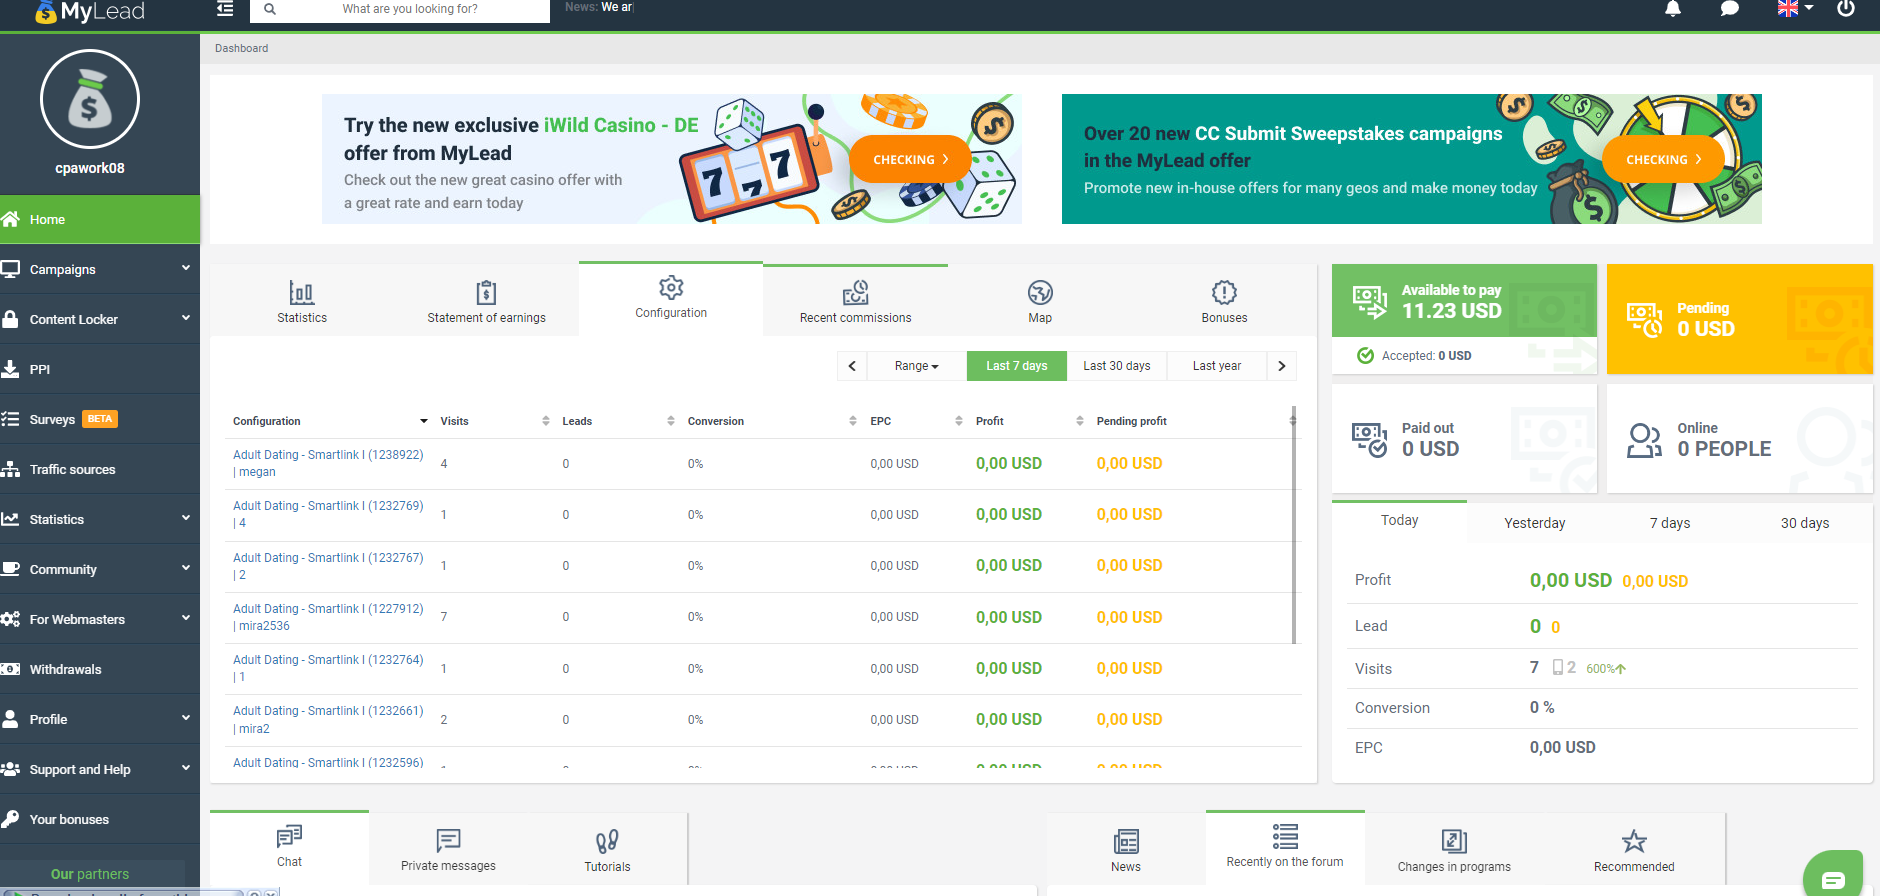 MyLead
What are you looking for?
News: We ar
Dashboard
cpawork08
Home
Campaigns
Content Locker
PPI
Surveys BETA
Traffic sources
Statistics
Community
For Webmasters
Withdrawals
Profile
Support and Help
Your bonuses
Our partners
Try the new exclusive iWild Casino - DE
offer from MyLead
Check out the new great casino offer with
a great rate and earn today
7 7 7
CHECKING
Over 20 new CC Submit Sweepstakes campaigns
in the MyLead offer
Promote new in-house offers for many geos and make money today
CHECKING
Statistics
Statement of earnings
Configuration
Recent commissions
Map
Bonuses
Range Last 7 days Last 30 days Last year
Configuration Visits Leads Conversion EPC Profit Pending profit
Adult Dating - Smartlink I (1238922)
| megan
4 0 0% 0,00 USD 0,00 USD 0,00 USD
Adult Dating - Smartlink I (1232769)
| 4
1 0 0% 0,00 USD 0,00 USD 0,00 USD
Adult Dating - Smartlink I (1232767)
| 2
1 0 0% 0,00 USD 0,00 USD 0,00 USD
Adult Dating - Smartlink I (1227912)
| mira2536
7 0 0% 0,00 USD 0,00 USD 0,00 USD
Adult Dating - Smartlink I (1232764)
| 1
1 0 0% 0,00 USD 0,00 USD 0,00 USD
Adult Dating - Smartlink I (1232661)
| mira2
2 0 0% 0,00 USD 0,00 USD 0,00 USD
Adult Dating - Smartlink I (1232596)
Available to pay
11.23 USD
Accepted: 0 USD
Pending
0 USD
Paid out
0 USD
Online
0 PEOPLE
Today Yesterday 7 days 30 days
Profit 0,00 USD 0,00 USD
Lead 0 0
Visits 7 2 600%
Conversion 0 %
EPC 0,00 USD
Chat
Private messages
Tutorials
News
Recently on the forum
Changes in programs
Recommended